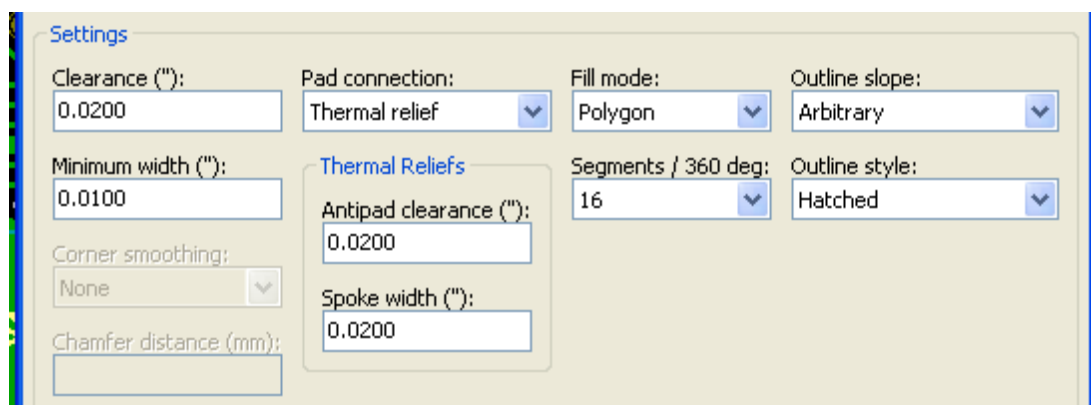 Settings
Clearance ("): Pad connection: Fill mode: Outline slope:
0.0200 Thermal relief Polygon Arbitrary
Minimum width ("): Thermal Reliefs Segments / 360 deg: Outline style:
0.0100 16 Hatched
Antipad clearance ("):
0.0200
Corner smoothing:
None
Spoke width ("):
0.0200
Chamfer distance (mm):